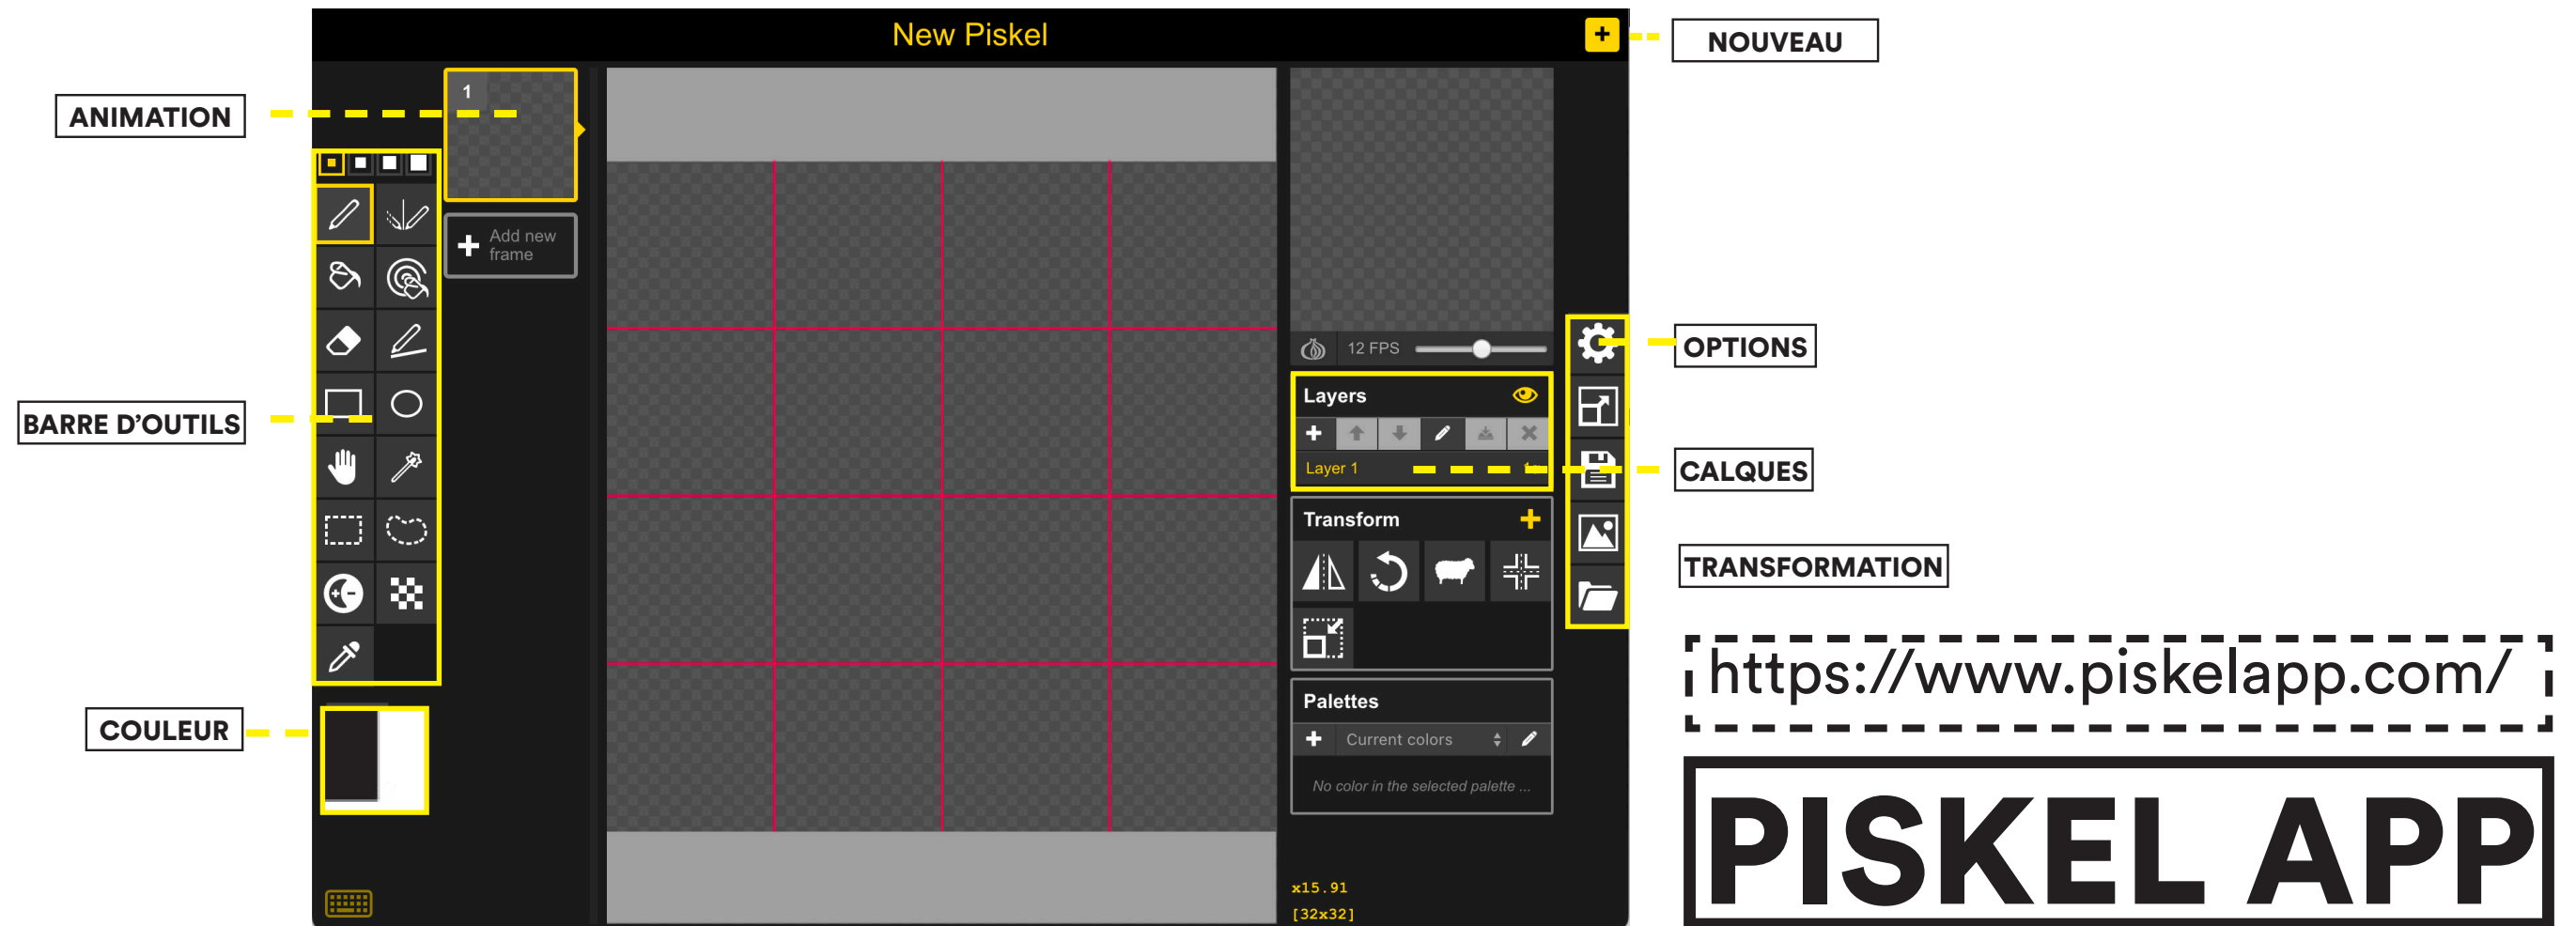 New Piskel
NOUVEAU
ANIMATION
1
Add new
frame
BARRE D’OUTILS
COULEUR
12 FPS
Layers
Layer 1
Transform
Palettes
Current colors
No color in the selected palette ...
x15.91
[32x32]
OPTIONS
CALQUES
TRANSFORMATION
https://www.piskelapp.com/
PISKEL APP